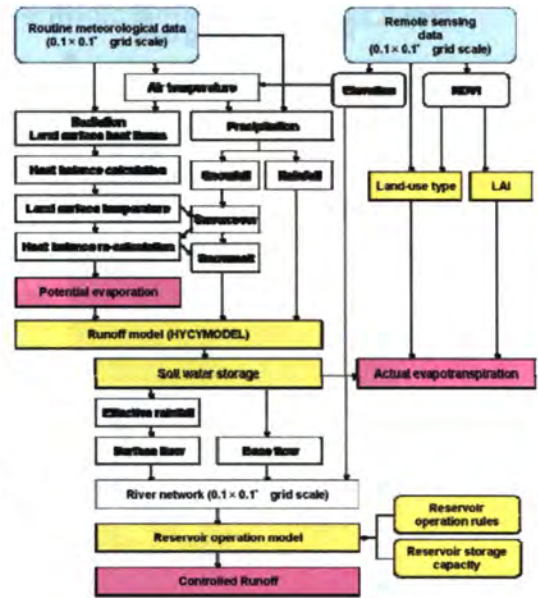 Routine meteorological data
(0.1 × 0.1° grid scale)
Remote sensing
data
(0.1 × 0.1° grid scale)
Air temperature
Elevation
NDVI
Radiation
Land surface heat fluxes
Precipitation
Heat balance calculation
Snowfall
Rainfall
Land-use type
LAI
Land surface temperature
Snowcover
Heat balance re-calculation
Snowmelt
Potential evaporation
Actual evapotranspiration
Runoff model (HYCYMODEL)
Soil water storage
Effective rainfall
Surface flow
Base flow
River network (0.1 × 0.1° grid scale)
Reservoir
operation rules
Reservoir operation model
Reservoir storage
capacity
Controlled Runoff